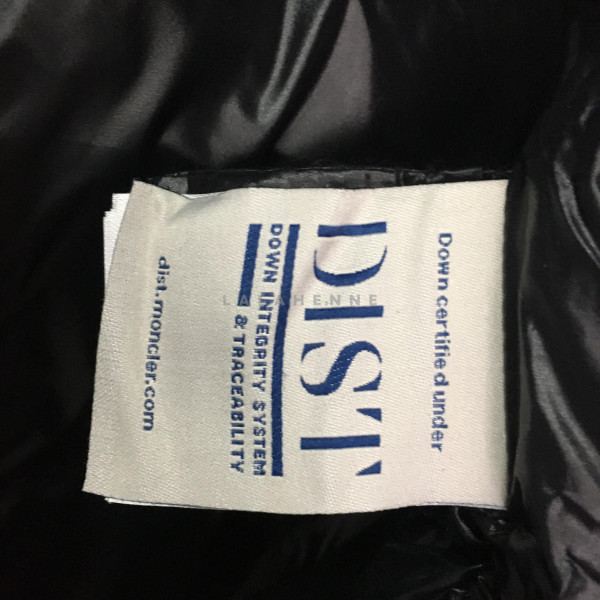 Down certified under
DIST
DOWN INTEGRITY SYSTEM
& TRACEABILITY
dist.moncler.com